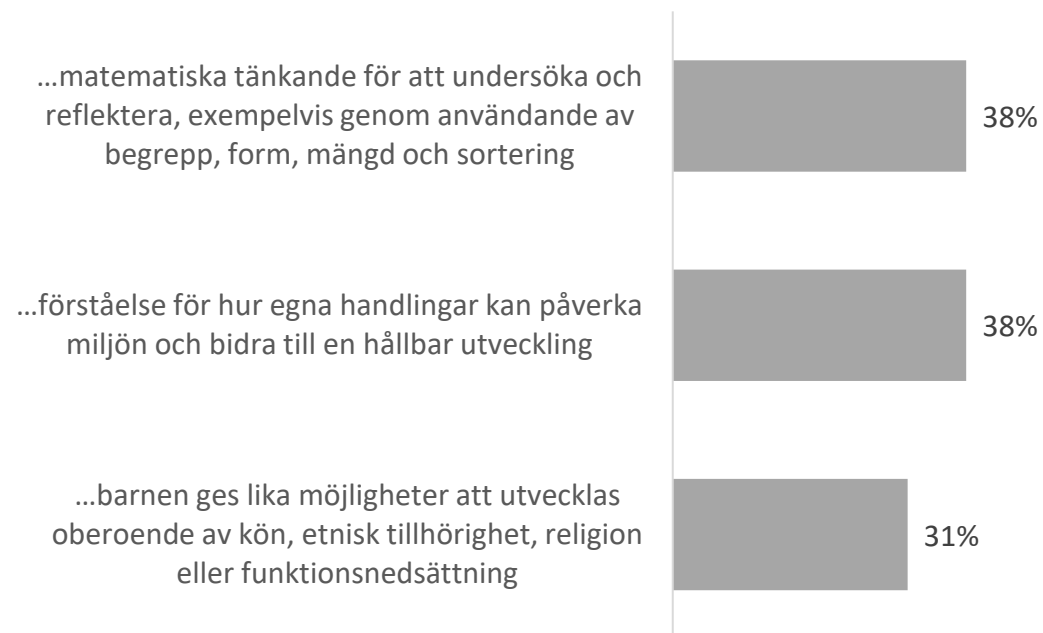 ...matematiska tänkande för att undersöka och
reflektera, exempelvis genom användande av
begrepp, form, mängd och sortering
38%
...förståelse för hur egna handlingar kan påverka
miljön och bidra till en hållbar utveckling
38%
...barnen ges lika möjligheter att utvecklas
oberoende av kön, etnisk tillhörighet, religion
eller funktionsnedsättning
31%